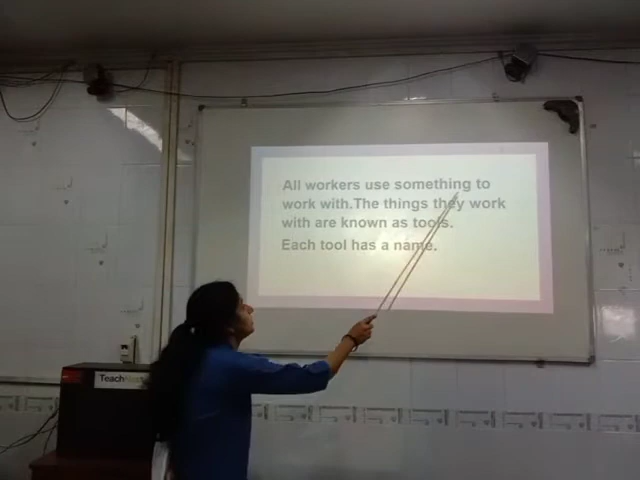 All workers use something to
work with.The things they work
with are known as tools.
Each tool has a name.